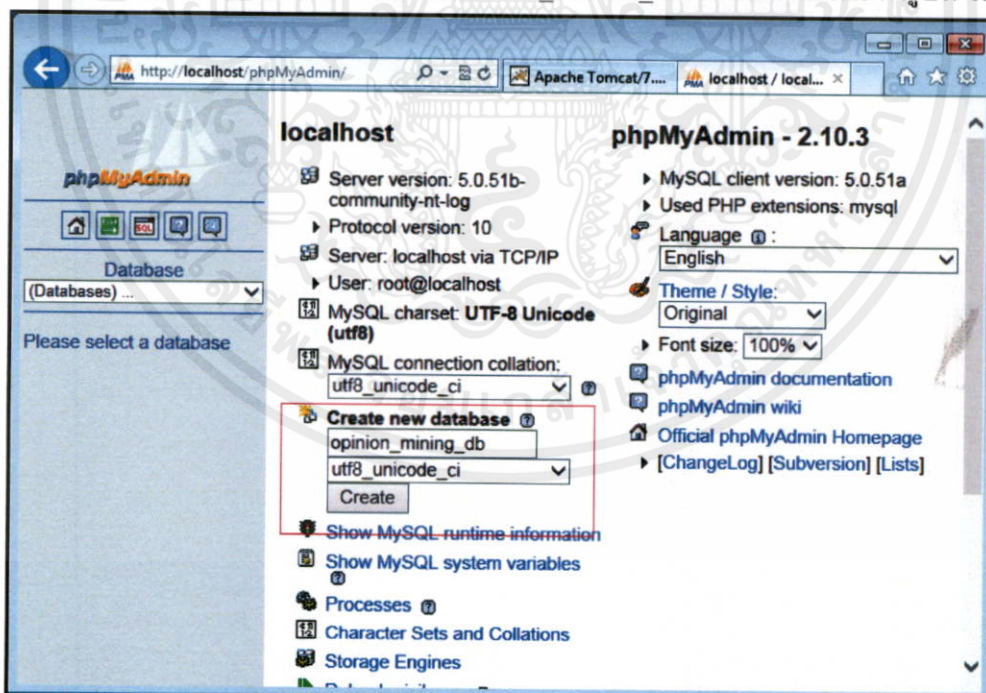 http://localhost/phpMyAdmin/
Apache Tomcat/7....
localhost / local...
phpMyAdmin
SQL
Database
(Databases) ...
Please select a database
localhost
Server version: 5.0.51b-
community-nt-log
Protocol version: 10
Server: localhost via TCP/IP
User: root@localhost
MySQL charset: UTF-8 Unicode
(utf8)
MySQL connection collation:
utf8_unicode_ci
Create new database
opinion_mining_db
utf8_unicode_ci
Create
Show MySQL runtime information
Show MySQL system variables
Processes
Character Sets and Collations
Storage Engines
phpMyAdmin - 2.10.3
MySQL client version: 5.0.51a
Used PHP extensions: mysql
Language :
English
Theme / Style:
Original
Font size: 100%
phpMyAdmin documentation
phpMyAdmin wiki
Official phpMyAdmin Homepage
[ChangeLog] [Subversion] [Lists]